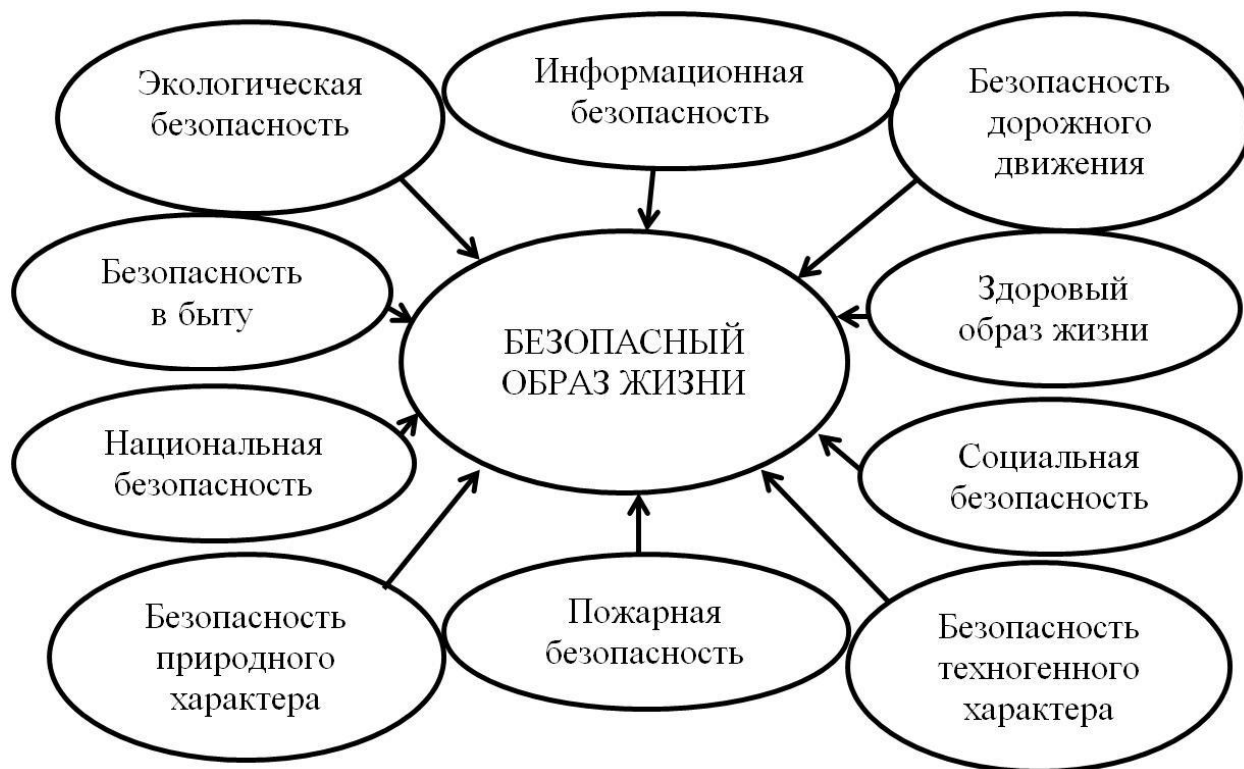 Экологическая
безопасность
Информационная
безопасность
Безопасность
дорожного
движения
Безопасность
в быту
БЕЗОПАСНЫЙ
ОБРАЗ ЖИЗНИ
Здоровый
образ жизни
Национальная
безопасность
Социальная
безопасность
Безопасность
природного
характера
Пожарная
безопасность
Безопасность
техногенного
характера